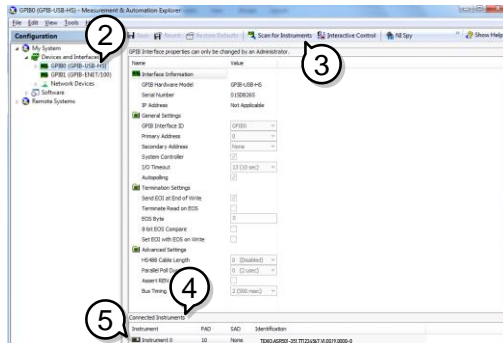 GPIB0 (GPIB-USB-HS) - Measurement & Automation Explorer
File Edit View Tools Help
Configuration
Save Revert Restore Defaults Scan for Instruments Interactive Control NI Spy Show Help
My System
Devices and Interfaces
GPIB0 (GPIB-USB-HS)
GPIB1 (GPIB-ENET/100)
Network Devices
Software
Remote Systems
2
3
GPIB Interface properties can only be changed by an Administrator.
Name Value
Interface Information
GPIB Hardware Model GPIB-USB-HS
Serial Number
IP Address Not Applicable
General Settings
GPIB Interface ID GPIB0
Primary Address 0
Secondary Address None
System Controller
I/O Timeout 13 (10 sec)
Autopolling
Termination Settings
Send EOI at End of Write
Terminate Read on EOS
EOS Byte 0
8-bit EOS Compare
Set EOI with EOS on Write
Advanced Settings
HS488 Cable Length 0 (Disabled)
Parallel Poll 0 (2 usec)
Assert
Bus Timing 2 (500 nsec)
4
Connected Instruments
5
Instrument PAD SAD Identification
Instrument 0 10 None